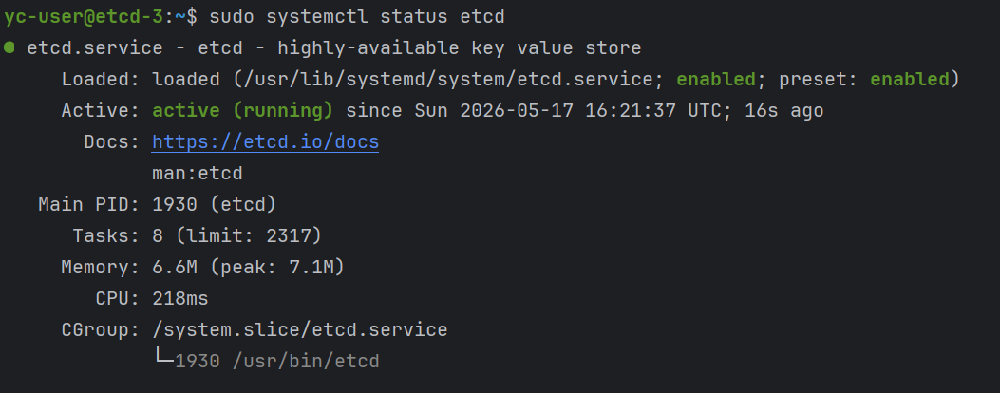 yc-user@etcd-3:~$ sudo systemctl status etcd
● etcd.service - etcd - highly-available key value store
     Loaded: loaded (/usr/lib/systemd/system/etcd.service; enabled; preset: enabled)
     Active: active (running) since Sun 2026-05-17 16:21:37 UTC; 16s ago
       Docs: https://etcd.io/docs
             man:etcd
   Main PID: 1930 (etcd)
      Tasks: 8 (limit: 2317)
     Memory: 6.6M (peak: 7.1M)
        CPU: 218ms
     CGroup: /system.slice/etcd.service
             └─1930 /usr/bin/etcd